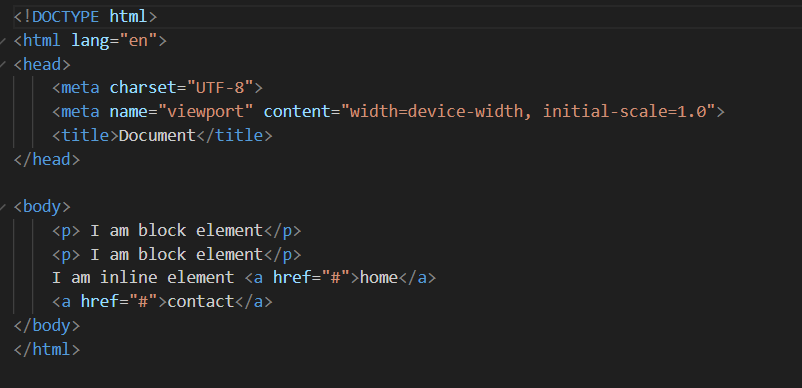 <!DOCTYPE html>
<html lang="en">
<head>
    <meta charset="UTF-8">
    <meta name="viewport" content="width=device-width, initial-scale=1.0">
    <title>Document</title>
</head>

<body>
    <p> I am block element</p>
    <p> I am block element</p>
    I am inline element <a href="#">home</a>
    <a href="#">contact</a>
</body>
</html>